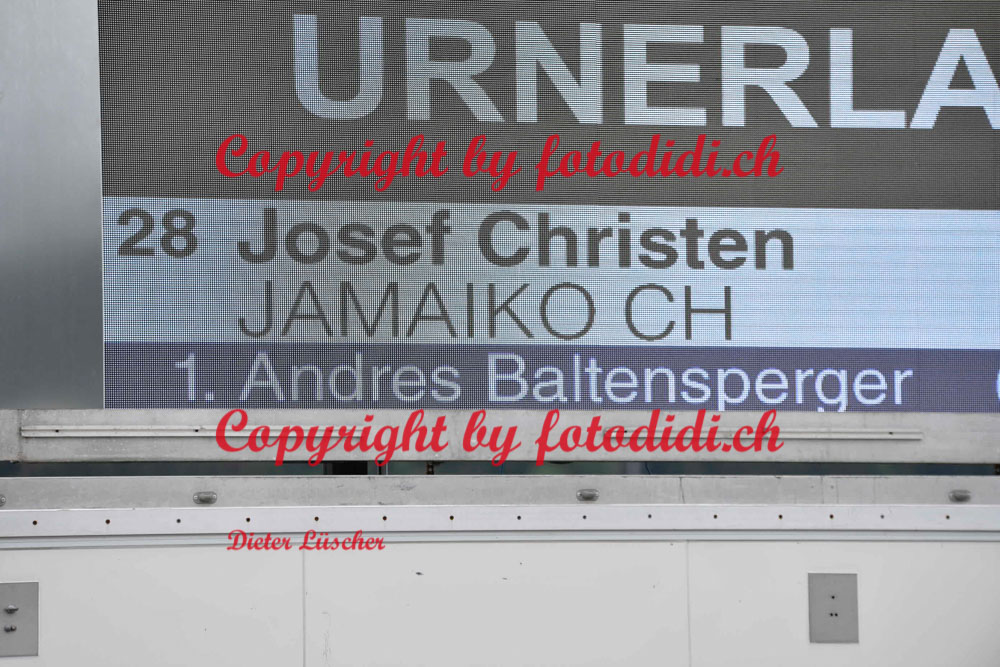 URNERLA
Copyright by fotodidi.ch
28 Josef Christen
JAMAIKO CH
1. Andres Baltensperger
Copyright by fotodidi.ch
Dieter Lüscher